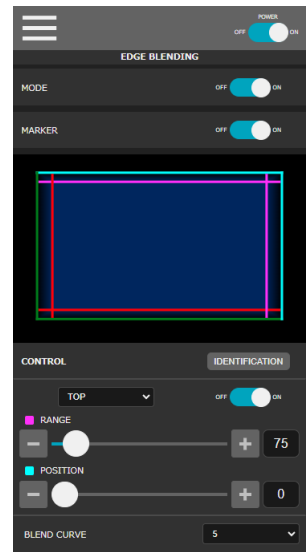 POWER
OFF ON
EDGE BLENDING
MODE OFF ON
MARKER OFF ON
CONTROL IDENTIFICATION
TOP OFF ON
RANGE
− + 75
POSITION
− + 0
BLEND CURVE 5